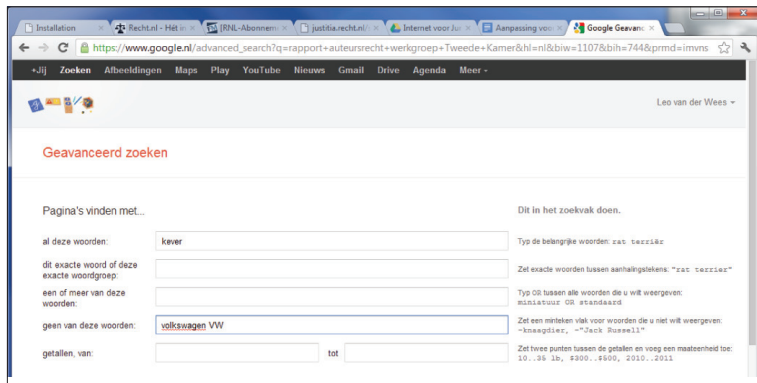 Installation
Recht.nl - Hét in
[RNL-Abonnem
justitia.recht.nl/
Internet voor Ju
Aanpassing voo
Google Geavanc
https://www.google.nl/advanced_search?q=rapport+auteursrecht+werkgroep+Tweede+Kamer&hl=nl&biw=1107&bih=744&prmd=imvns
+Jij Zoeken Afbeeldingen Maps Play YouTube Nieuws Gmail Drive Agenda Meer
Leo van der Wees
Geavanceerd zoeken
Pagina's vinden met...
Dit in het zoekvak doen.
al deze woorden:
kever
Typ de belangrijke woorden: rat terriër
dit exacte woord of deze
exacte woordgroep:
Zet exacte woorden tussen aanhalingstekens: "rat terrier"
een of meer van deze
woorden:
Typ OR tussen alle woorden die u wilt weergeven:
miniatuur OR standaard
geen van deze woorden:
volkswagen VW
Zet een minteken vlak voor woorden die u niet wilt weergeven:
-knaagdier, -"Jack Russell"
getallen, van:
tot
Zet twee punten tussen de getallen en voeg een maateenheid toe:
10..35 lb, $300..$500, 2010..2011